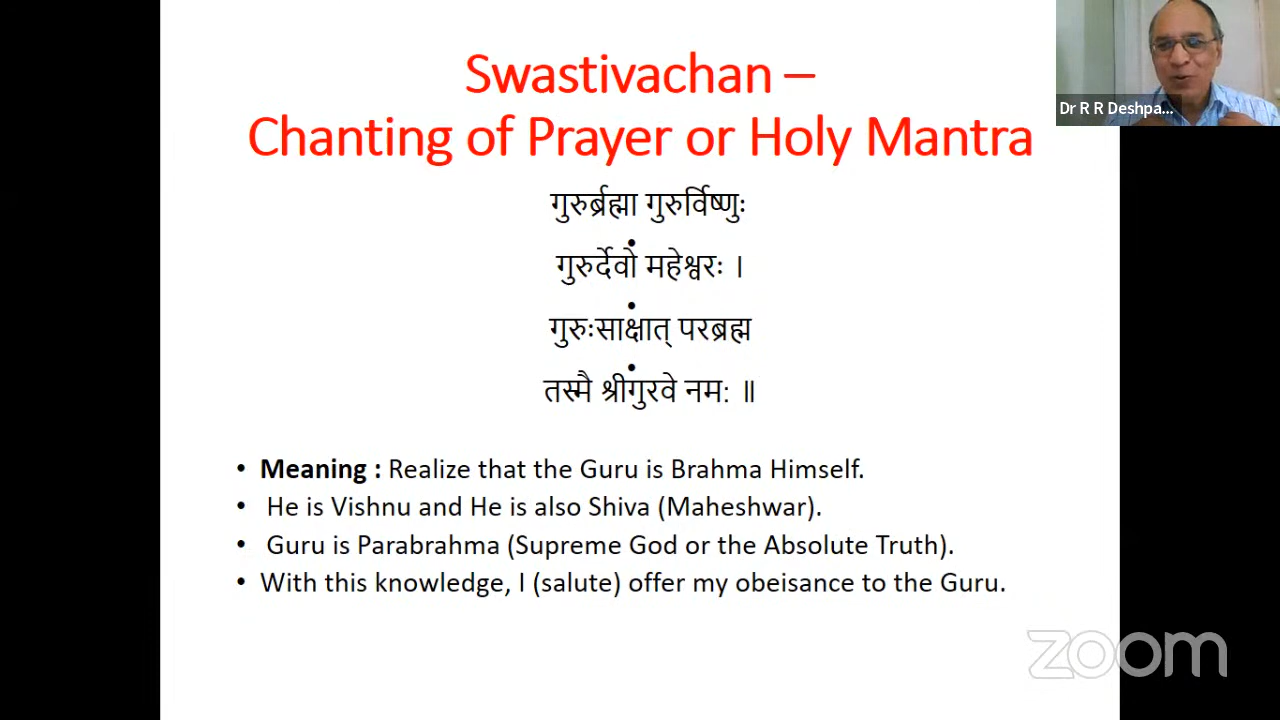 Swastivachan –
Chanting of Prayer or Holy Mantra
Dr R R Deshpa...
गुरुर्ब्रह्मा गुरुर्विष्णुः
•
गुरुर्देवो महेश्वरः ।
•
गुरुःसाक्षात् परब्रह्म
•
तस्मै श्रीगुरवे नम: ॥
• Meaning : Realize that the Guru is Brahma Himself.
• He is Vishnu and He is also Shiva (Maheshwar).
• Guru is Parabrahma (Supreme God or the Absolute Truth).
• With this knowledge, I (salute) offer my obeisance to the Guru.
zoom